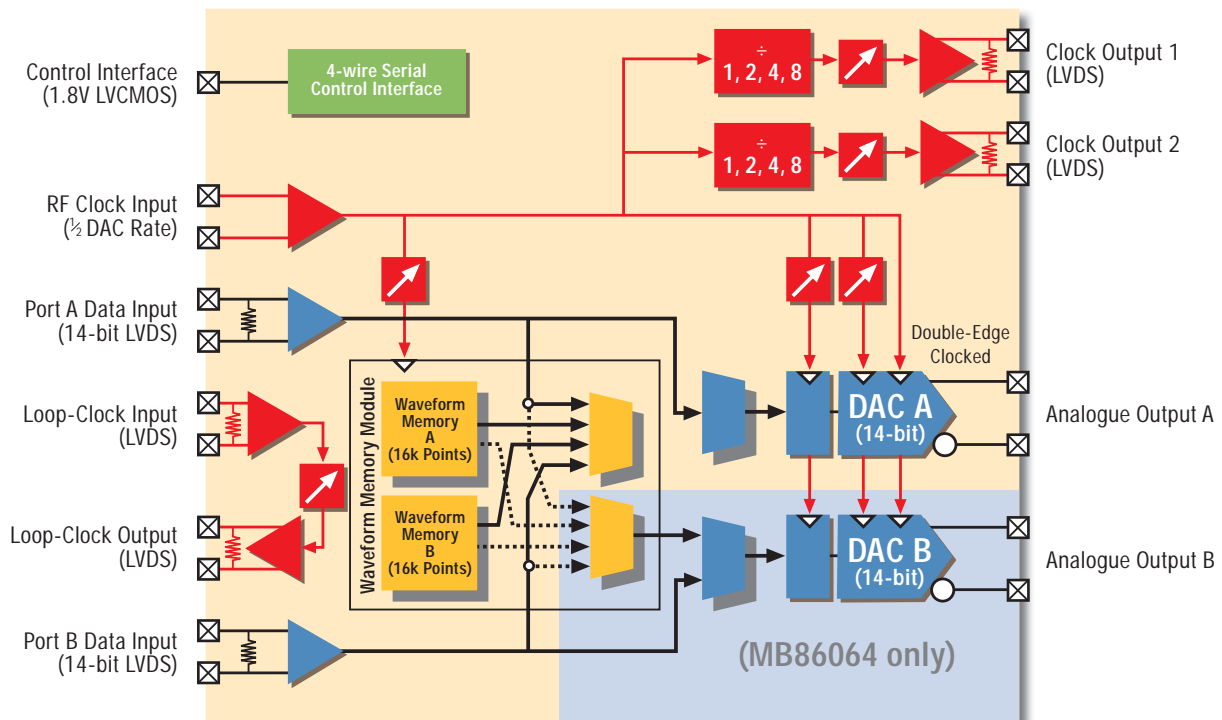 Control Interface
(1.8V LVCMOS)
4-wire Serial
Control Interface
÷
1, 2, 4, 8
Clock Output 1
(LVDS)
÷
1, 2, 4, 8
Clock Output 2
(LVDS)
RF Clock Input
(½ DAC Rate)
Port A Data Input
(14-bit LVDS)
Double-Edge
Clocked
Waveform Memory Module
Waveform
Memory
A
(16k Points)
DAC A
(14-bit)
Analogue Output A
Loop-Clock Input
(LVDS)
Loop-Clock Output
(LVDS)
Waveform
Memory
B
(16k Points)
DAC B
(14-bit)
Analogue Output B
Port B Data Input
(14-bit LVDS)
(MB86064 only)